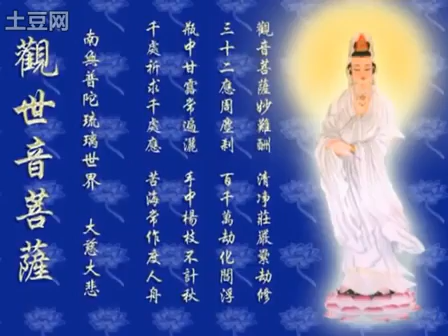 土豆网
觀音菩薩妙難酬 清淨莊嚴累劫修
三十二應周塵剎 百千萬劫化閻浮
瓶中甘露常遍灑 手中楊枝不計秋
千處祈求千處應 苦海常作度人舟
南無普陀琉璃世界 大慈大悲
觀世音菩薩